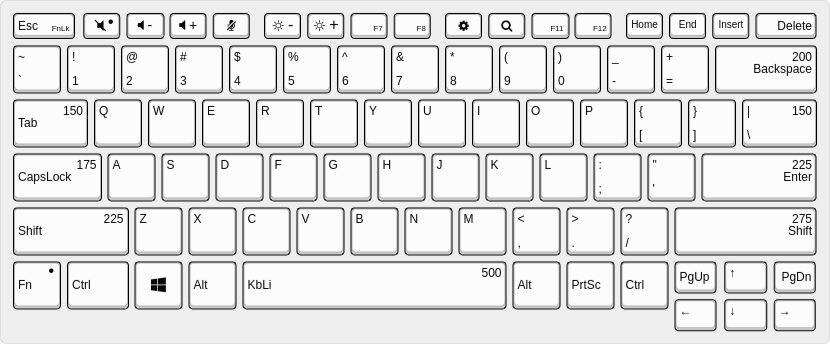 Esc FnLk - + - + F7 F8 F11 F12 Home End Insert Delete
~ ! @ # $ % ^ & * ( ) _ + 200
Backspace
` 1 2 3 4 5 6 7 8 9 0 - =
150 Q W E R T Y U I O P { } | 150
Tab
[ ] \
175 A S D F G H J K L : " 225
CapsLock Enter
; '
225 Z X C V B N M < > ? 275
Shift Shift
, . /
500
Fn Ctrl Alt KbLi Alt PrtSc Ctrl PgUp ↑ PgDn
← ↓ →